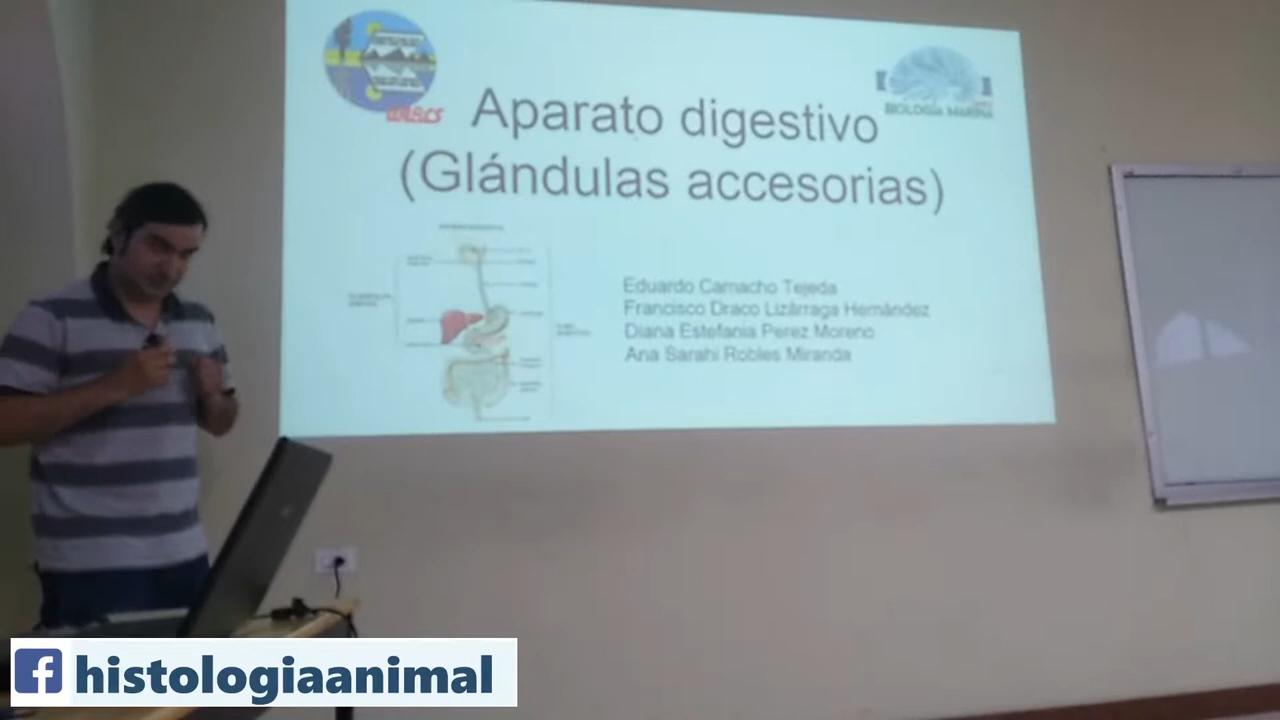 UABCS
BIOLOGÍA MARINA
Aparato digestivo
(Glándulas accesorias)
Eduardo Camacho Tejeda
Francisco Draco Lizárraga Hernández
Diana Estefania Perez Moreno
Ana Sarahi Robles Miranda
histologiaanimal